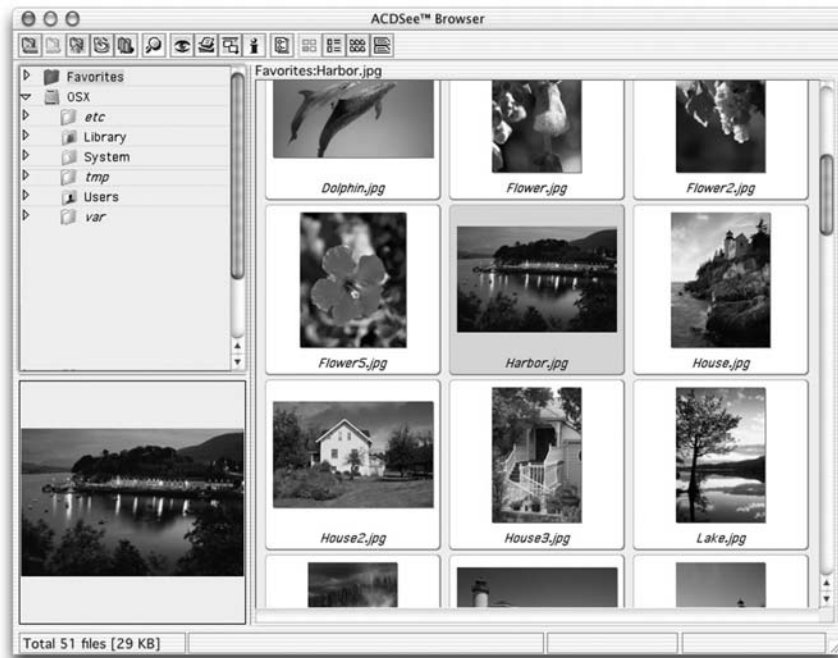 ACDSee™ Browser
Favorites:Harbor.jpg
Favorites
OSX
etc
Library
System
tmp
Users
var
Dolphin.jpg
Flower.jpg
Flower2.jpg
Flower5.jpg
Harbor.jpg
House.jpg
House2.jpg
House3.jpg
Lake.jpg
Total 51 files [29 KB]